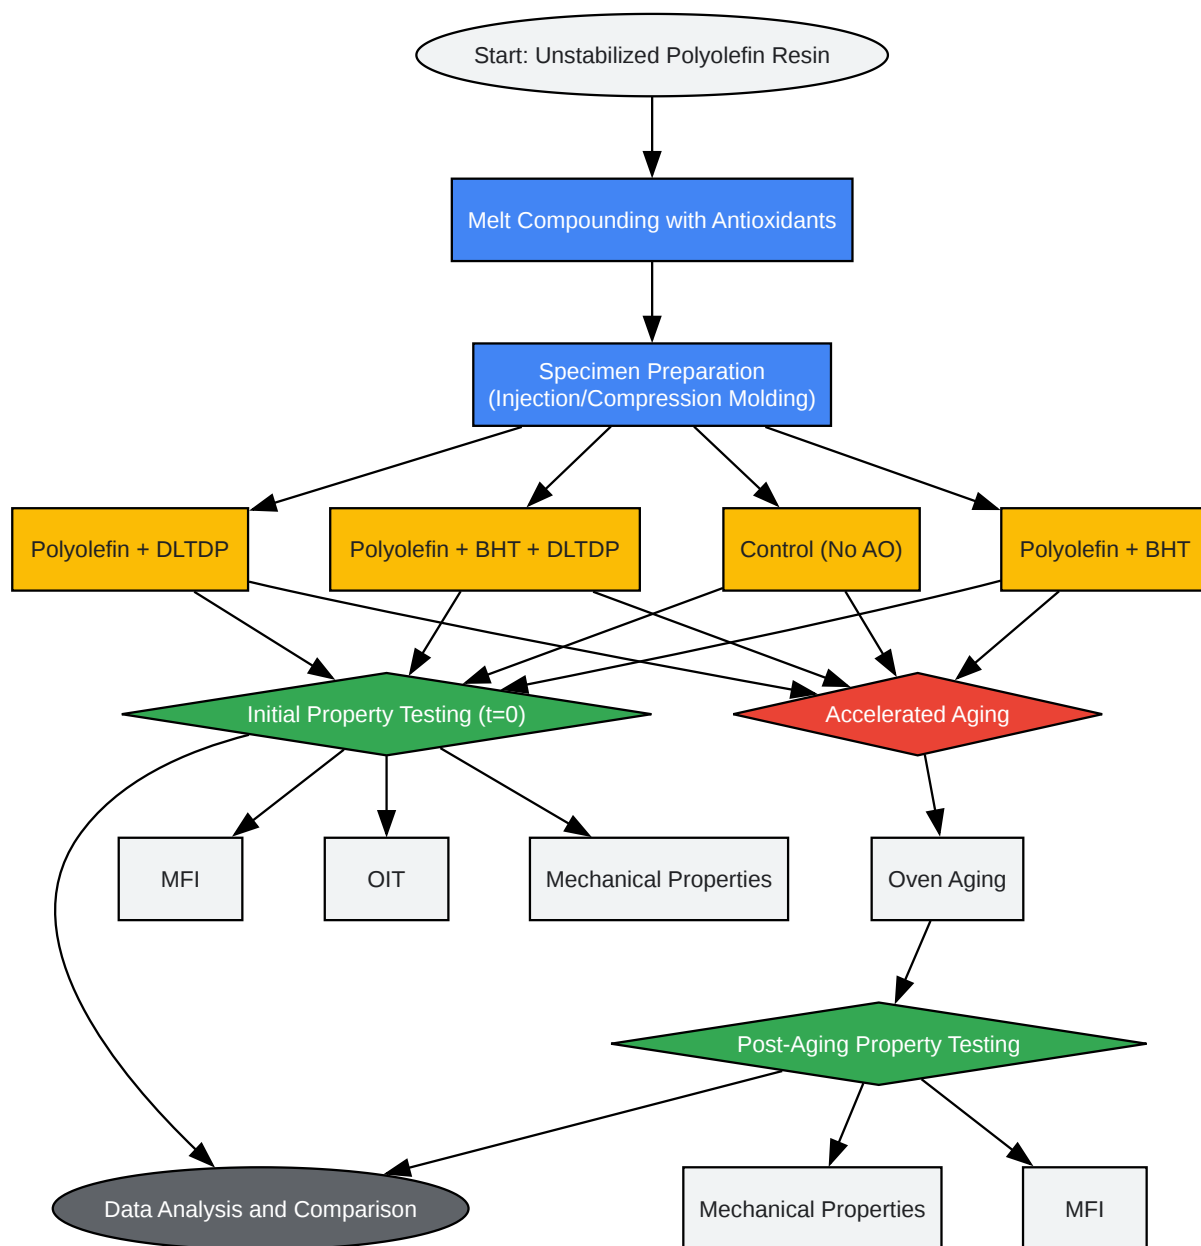 Start: Unstabilized Polyolefin Resin
Melt Compounding with Antioxidants
Specimen Preparation
(Injection/Compression Molding)
Polyolefin + DLTDP
Polyolefin + BHT + DLTDP
Control (No AO)
Polyolefin + BHT
Initial Property Testing (t=0)
Accelerated Aging
MFI
OIT
Mechanical Properties
Oven Aging
Post-Aging Property Testing
Data Analysis and Comparison
Mechanical Properties
MFI